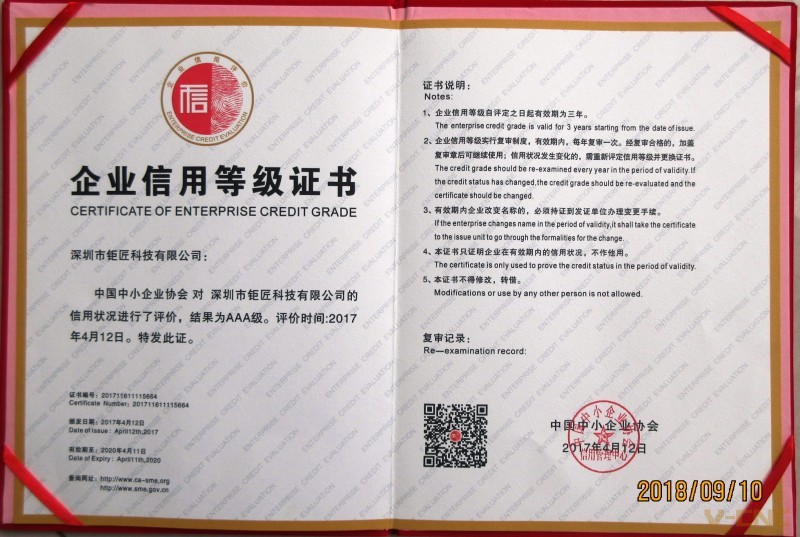 企业信用评价
信
ENTERPRISE CREDIT EVALUATION
企业信用等级证书
CERTIFICATE OF ENTERPRISE CREDIT GRADE
深圳市钜匠科技有限公司：
中国中小企业协会 对 深圳市钜匠科技有限公司的
信用状况进行了评价，结果为AAA级。评价时间:2017
年4月12日。特发此证。
证书编号：201711611115664
Certificate Number：201711611115664
颁发日期：2017年4月12日
Date of Issue：April12th,2017
有效期至：2020年4月11日
Date of Expiry：April11th,2020
查询网址：http://www.ca-sme.org
http://www.sme.gov.cn
证书说明：
Notes:
1、企业信用等级自评定之日起有效期为三年。
The enterprise credit grade is valid for 3 years starting from the date of issue.
2、企业信用等级实行复审制度，有效期内，每年复审一次。经复审合格的，加盖
复审章后可继续使用；信用状况发生变化的，需重新评定信用等级并更换证书。
The credit grade should be re-examined every year in the period of validity.If
the credit status has changed,the credit grade should be re-evaluated and the
certificate should be changed.
3、有效期内企业改变名称的，必须持证到发证单位办理变更手续。
If the enterprise changes name in the period of validity,it shall take the certificate
to the issue unit to go through the formalities for the change.
4、本证书只证明企业在有效期内的信用状况，不作他用。
The certificate is only used to prove the credit status in the period of validity.
5、本证书不得修改，转借。
Modifications or use by any other person is not allowed.
复审记录：
Re—examination record:
中国中小企业协会
2017年4月12日
中国中小企业协会
信用管理中心
2018/09/10